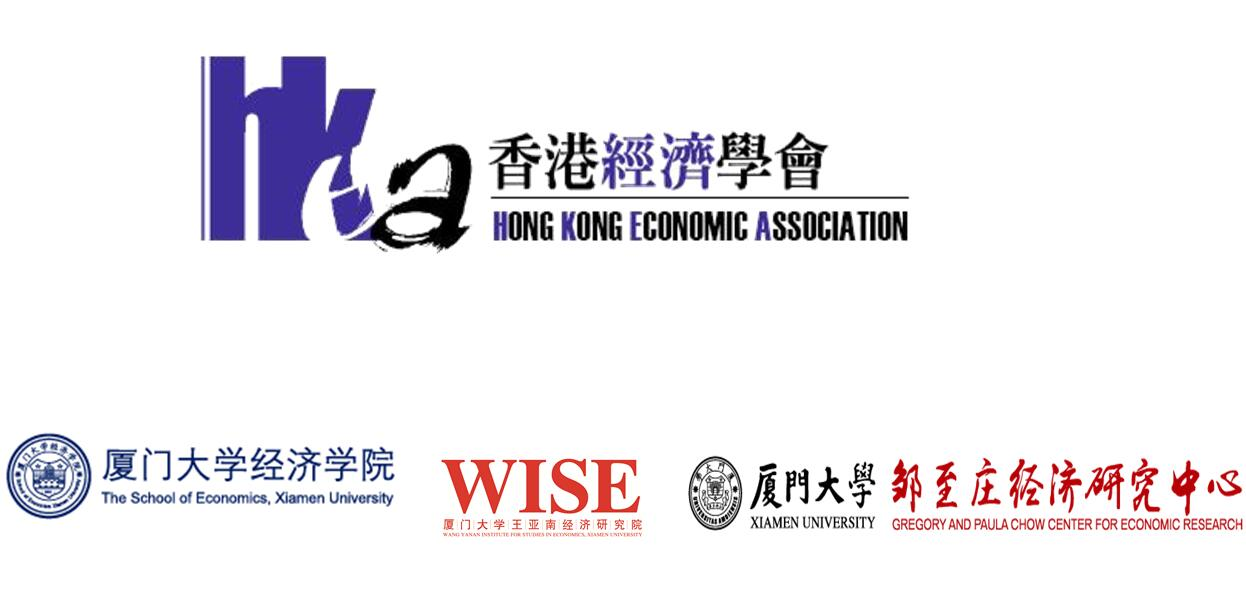 hkea
香港經濟學會
HONG KONG ECONOMIC ASSOCIATION
厦门大学经济学院
The School of Economics, Xiamen University
WISE
厦门大学王亚南经济研究院
WANG YANAN INSTITUTE FOR STUDIES IN ECONOMICS, XIAMEN UNIVERSITY
厦門大學
XIAMEN UNIVERSITY
邹至庄经济研究中心
GREGORY AND PAULA CHOW CENTER FOR ECONOMIC RESEARCH